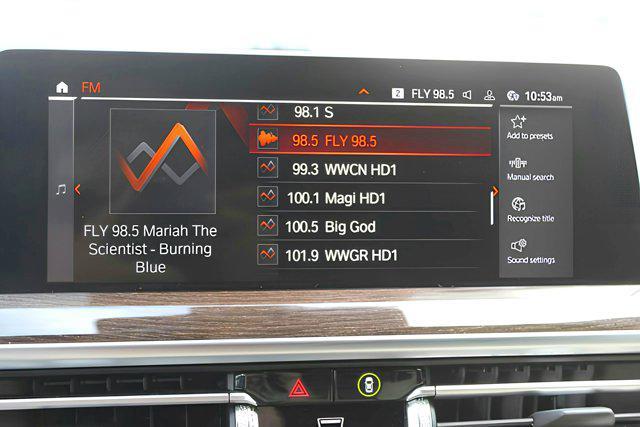 FM
2 FLY 98.5 10:53am
98.1 S
98.5 FLY 98.5
99.3 WWCN HD1
100.1 Magi HD1
100.5 Big God
101.9 WWGR HD1
FLY 98.5 Mariah The
Scientist - Burning
Blue
Add to presets
Manual search
Recognize title
Sound settings